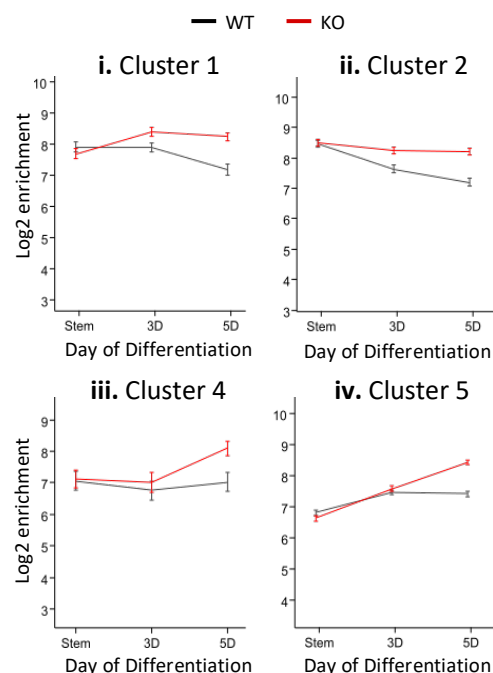 WT KO
i. Cluster 1
Log2 enrichment
10
9
8
7
6
5
4
3
Stem 3D 5D
Day of Differentiation
ii. Cluster 2
10
9
8
7
6
5
4
3
Stem 3D 5D
Day of Differentiation
iii. Cluster 4
Log2 enrichment
9
8
7
6
5
4
3
Stem 3D 5D
Day of Differentiation
iv. Cluster 5
10
9
8
7
6
5
4
Stem 3D 5D
Day of Differentiation